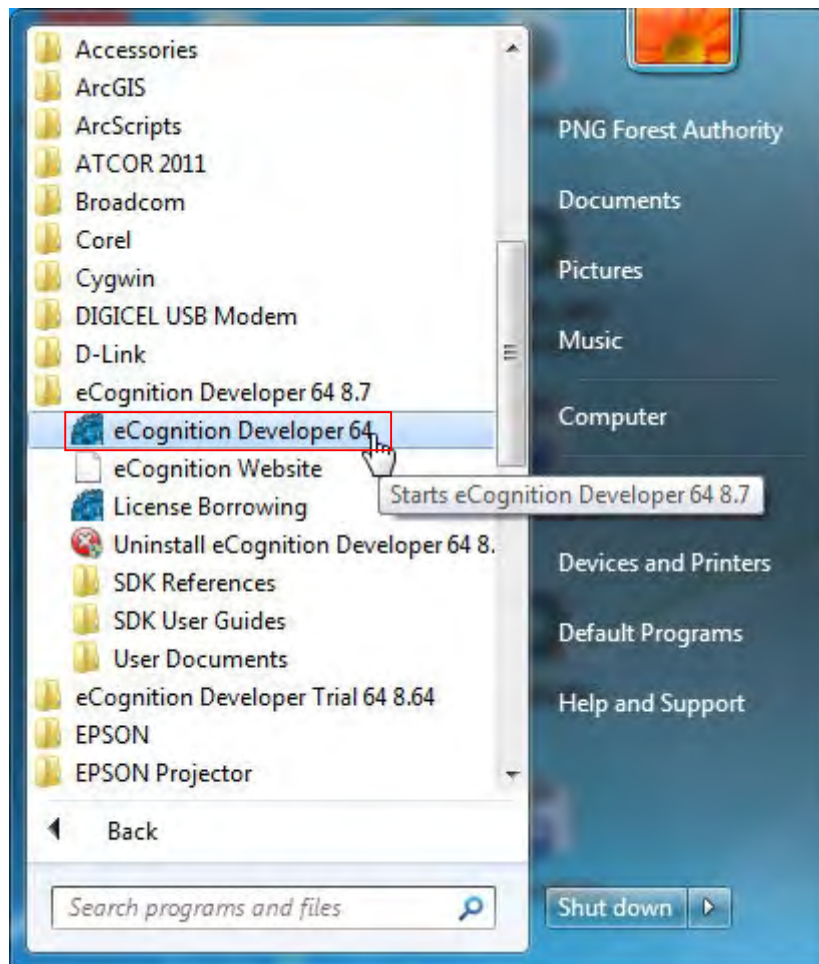 Accessories
ArcGIS
ArcScripts
ATCOR 2011
Broadcom
Corel
Cygwin
DIGICEL USB Modem
D-Link
eCognition Developer 64 8.7
eCognition Developer 64
eCognition Website
License Borrowing
Uninstall eCognition Developer 64 8.
SDK References
SDK User Guides
User Documents
eCognition Developer Trial 64 8.64
EPSON
EPSON Projector
Back
Search programs and files
PNG Forest Authority
Documents
Pictures
Music
Computer
Starts eCognition Developer 64 8.7
Devices and Printers
Default Programs
Help and Support
Shut down